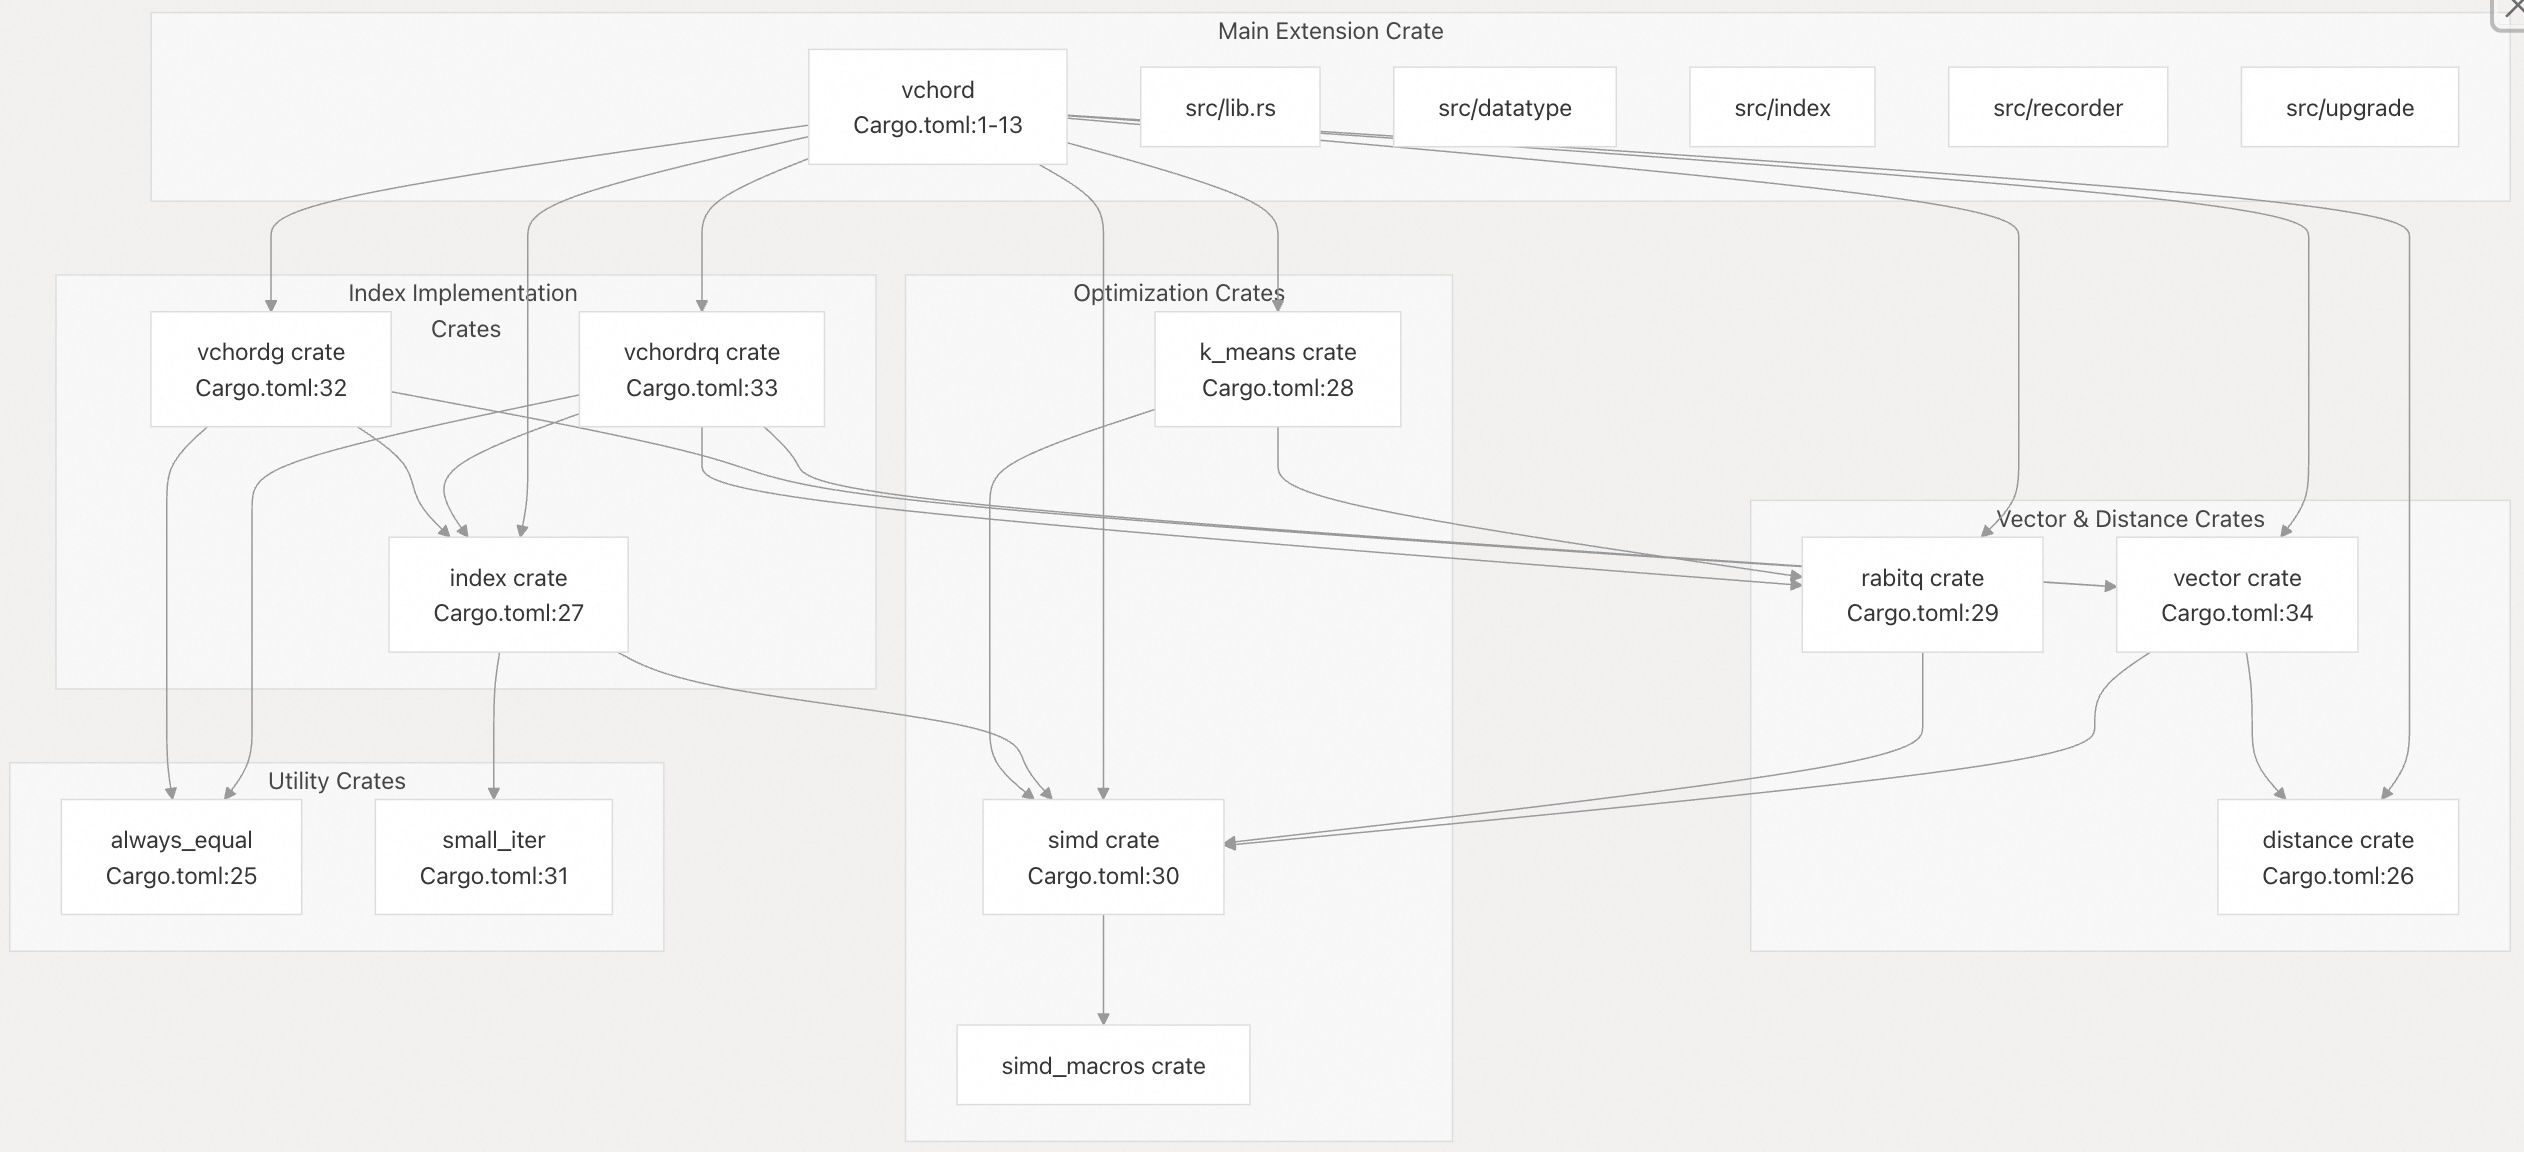 Main Extension Crate
vchord
Cargo.toml:1-13
src/lib.rs
src/datatype
src/index
src/recorder
src/upgrade
Index Implementation
Crates
vchordg crate
Cargo.toml:32
vchordrq crate
Cargo.toml:33
index crate
Cargo.toml:27
Optimization Crates
k_means crate
Cargo.toml:28
Vector & Distance Crates
rabitq crate
Cargo.toml:29
vector crate
Cargo.toml:34
Utility Crates
always_equal
Cargo.toml:25
small_iter
Cargo.toml:31
simd crate
Cargo.toml:30
distance crate
Cargo.toml:26
simd_macros crate